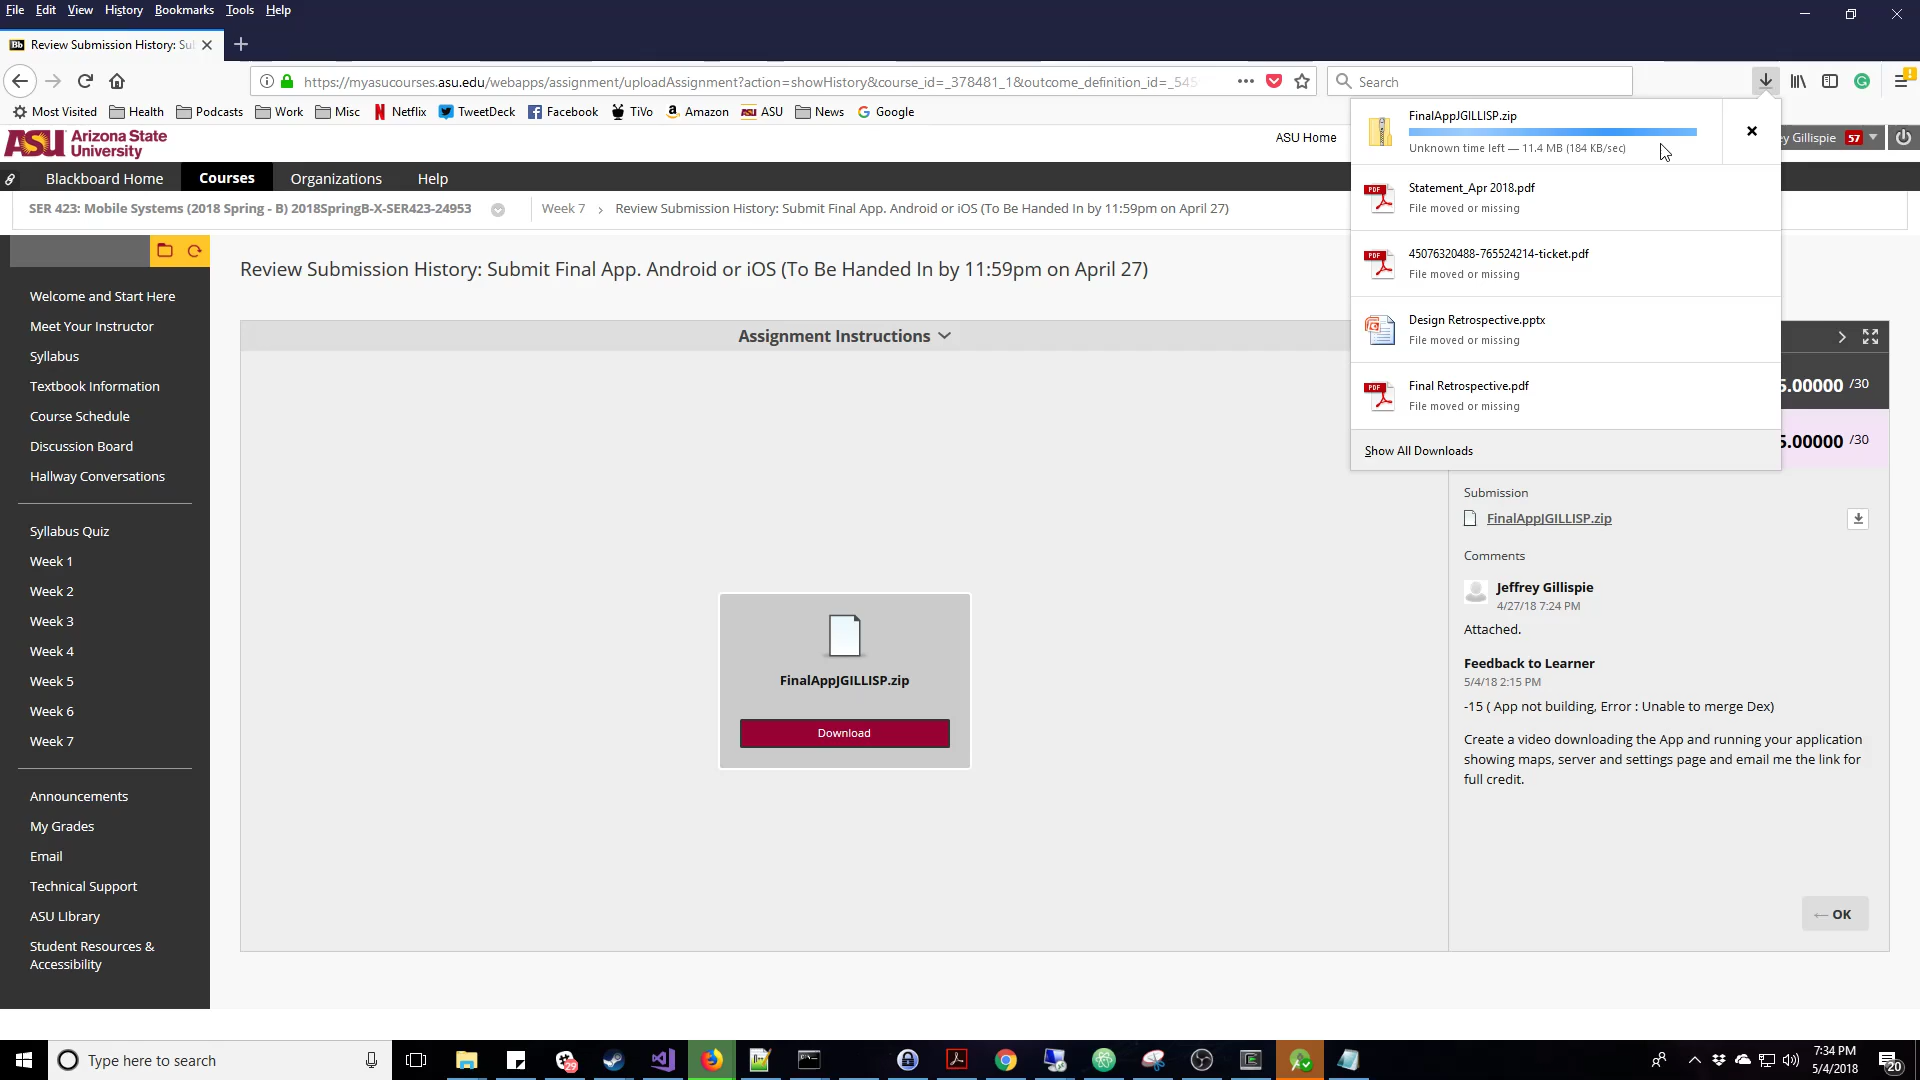 File Edit View History Bookmarks Tools Help
Bb Review Submission History: Su
https://myasucourses.asu.edu/webapps/assignment/uploadAssignment?action=showHistory&course_id=_378481_1&outcome_definition_id=_545
Search
Most Visited Health Podcasts Work Misc Netflix TweetDeck Facebook TiVo Amazon ASU News Google
ASU Arizona State University
ASU Home
ey Gillispie 57
Blackboard Home Courses Organizations Help
SER 423: Mobile Systems (2018 Spring - B) 2018SpringB-X-SER423-24953
Week 7 > Review Submission History: Submit Final App. Android or iOS (To Be Handed In by 11:59pm on April 27)
FinalAppJGILLISP.zip
Unknown time left — 11.4 MB (184 KB/sec)
Statement_Apr 2018.pdf
File moved or missing
45076320488-765524214-ticket.pdf
File moved or missing
Design Retrospective.pptx
File moved or missing
Final Retrospective.pdf
File moved or missing
Show All Downloads
Welcome and Start Here
Meet Your Instructor
Syllabus
Textbook Information
Course Schedule
Discussion Board
Hallway Conversations
Syllabus Quiz
Week 1
Week 2
Week 3
Week 4
Week 5
Week 6
Week 7
Announcements
My Grades
Email
Technical Support
ASU LIbrary
Student Resources &
Accessibility
Review Submission History: Submit Final App. Android or iOS (To Be Handed In by 11:59pm on April 27)
Assignment Instructions
FinalAppJGILLISP.zip
Download
5.00000 /30
5.00000 /30
Submission
FinalAppJGILLISP.zip
Comments
Jeffrey Gillispie
4/27/18 7:24 PM
Attached.
Feedback to Learner
5/4/18 2:15 PM
-15 ( App not building, Error : Unable to merge Dex)
Create a video downloading the App and running your application
showing maps, server and settings page and email me the link for
full credit.
OK
Type here to search
29
7:34 PM
5/4/2018
20